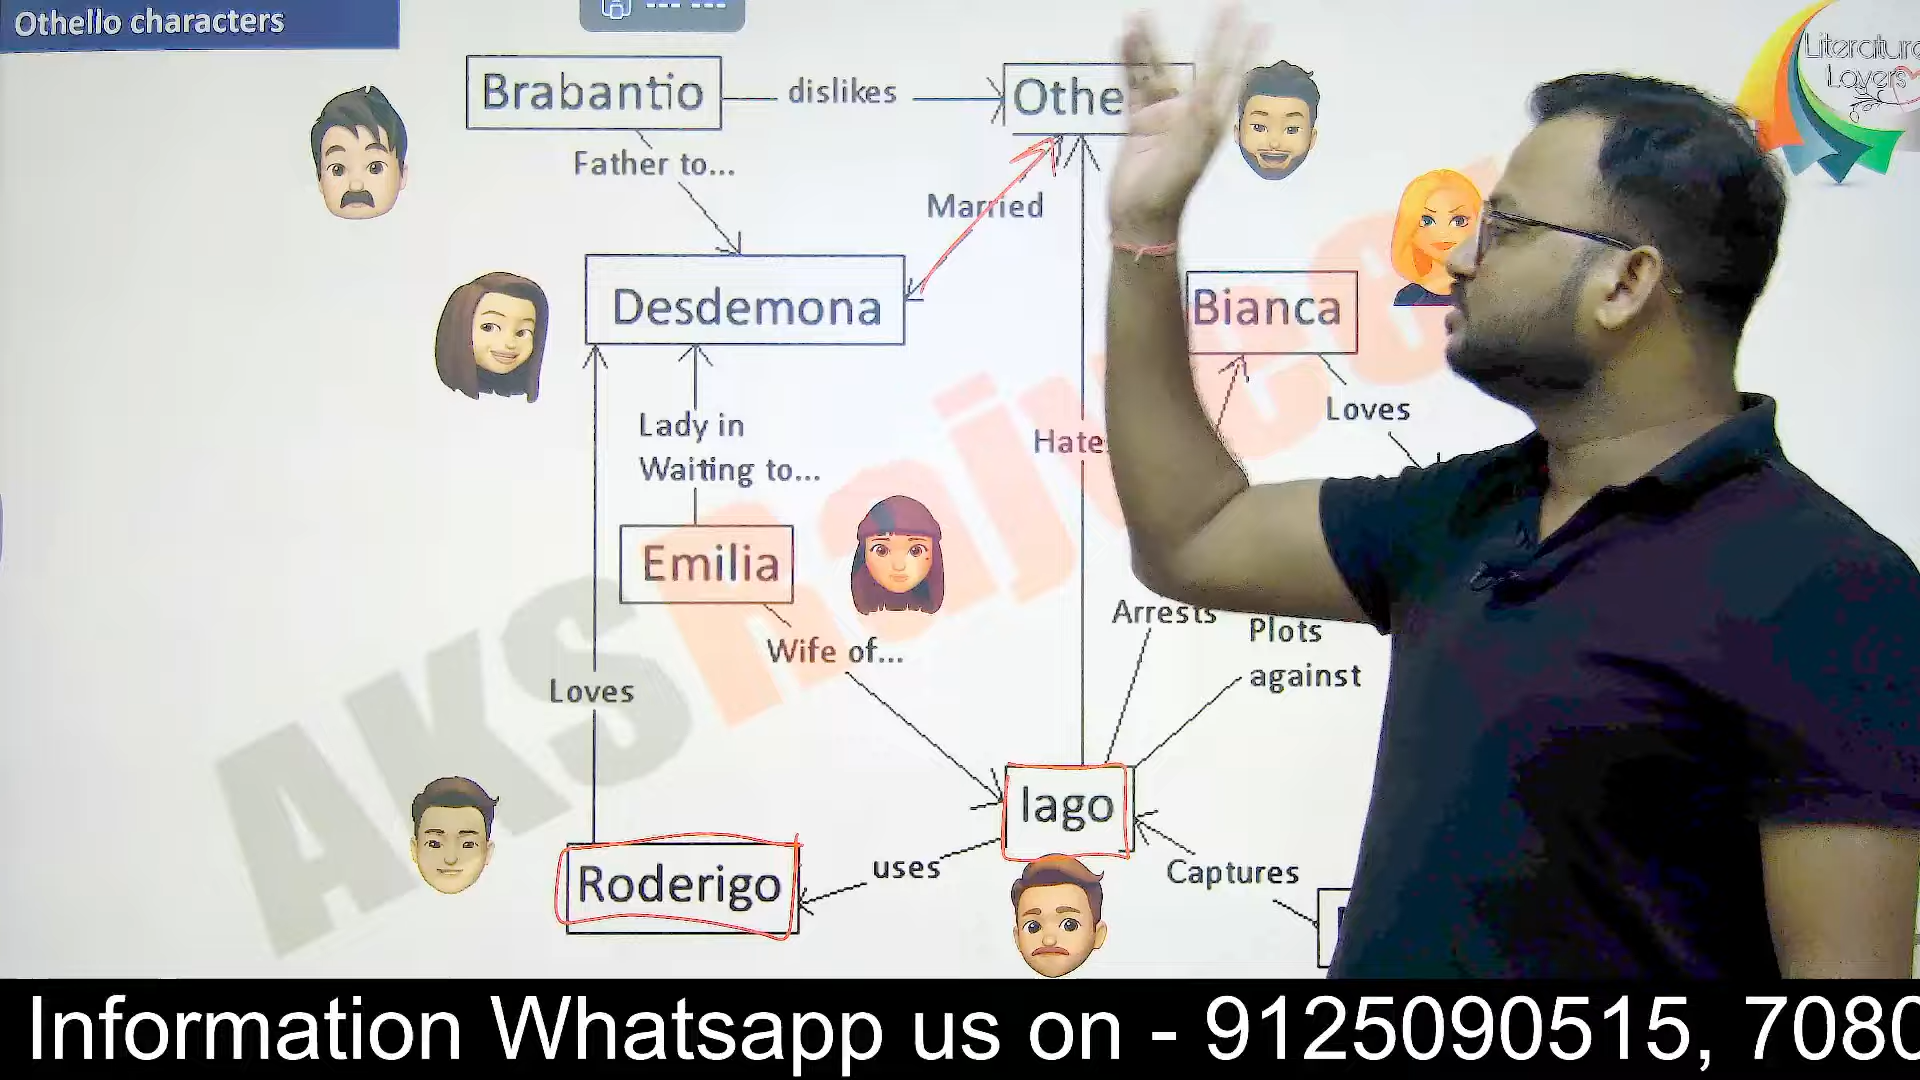 Othello characters
Literature
Lovers
Brabantio
dislikes
Othe
Father to...
Married
Desdemona
Bianca
Loves
Lady in
Waiting to...
Hate
Emilia
Arrests
Plots
against
Wife of...
Loves
Iago
uses
Roderigo
Captures
AKSRajveer
Information Whatsapp us on - 9125090515, 7080